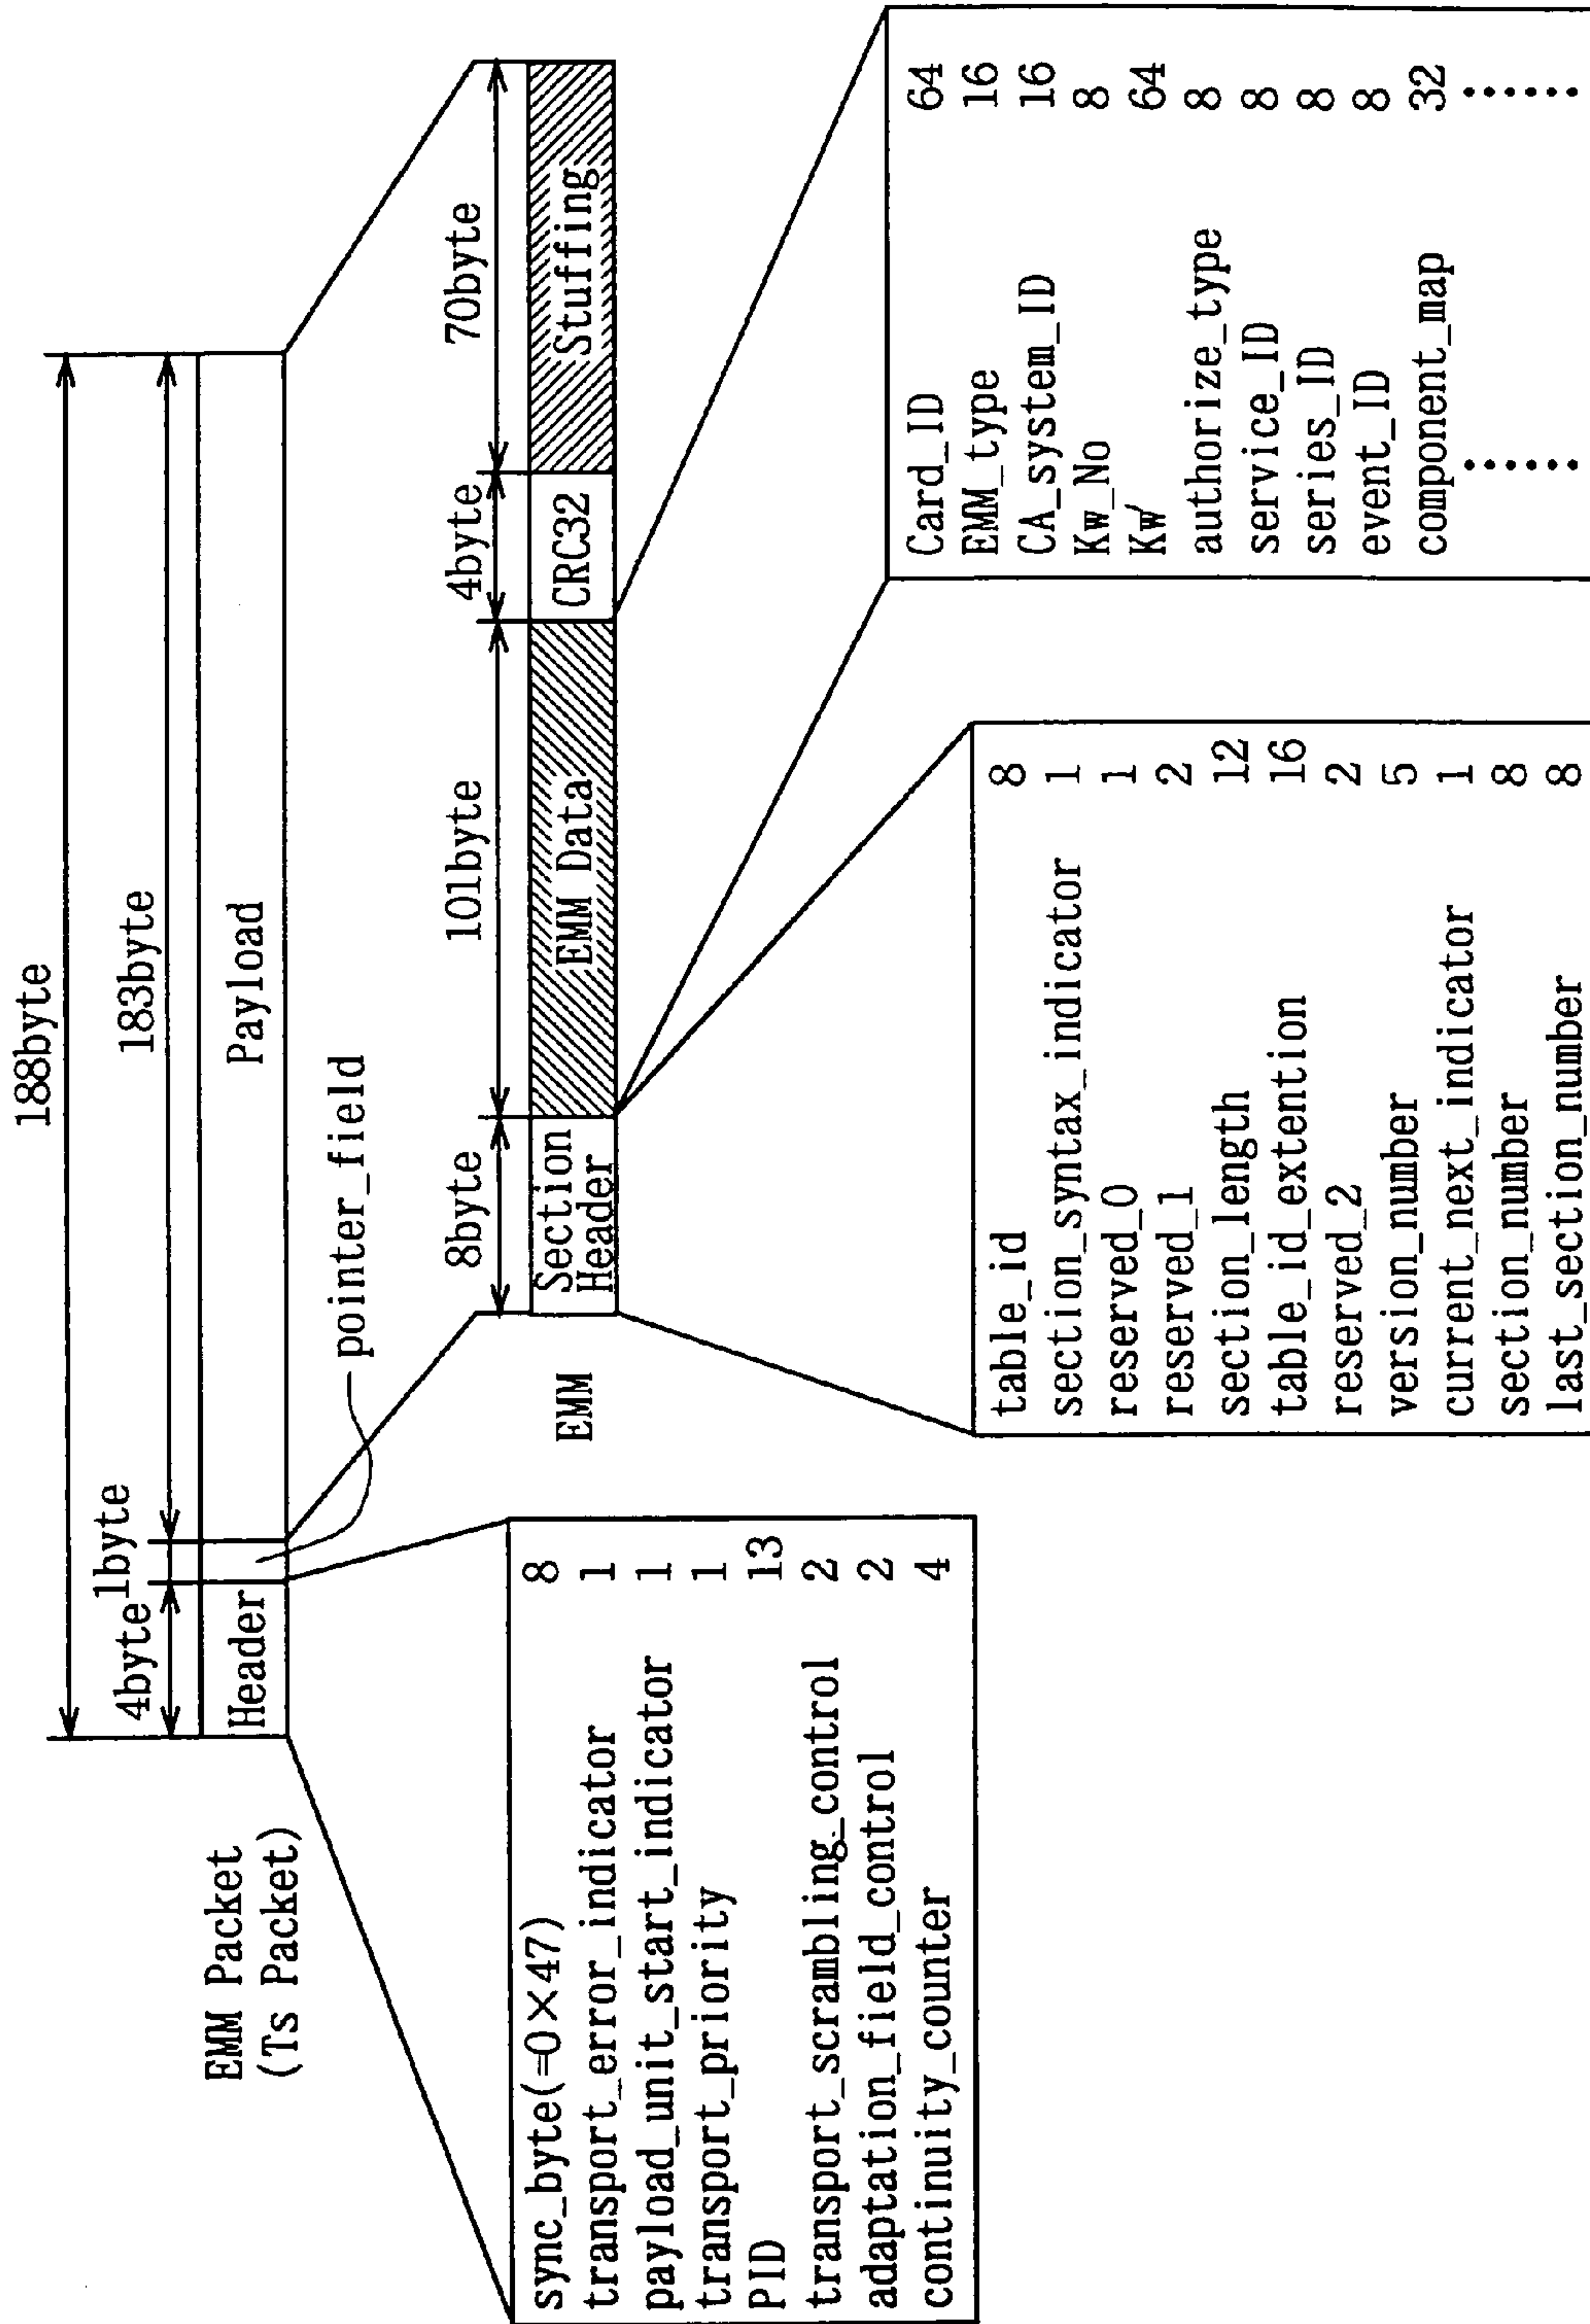 188byte
4byte
1byte
183byte
EMM Packet
(Ts Packet)
Header
Payload
pointer_field
sync_byte(=0×47) 8
transport_error_indicator 1
payload_unit_start_indicator 1
transport_priority 1
PID 13
transport_scrambling_control 2
adaptation_field_control 2
continuity_counter 4
8byte
101byte
4byte
70byte
EMM
Section
Header
EMM Data
CRC32
Stuffing
table_id 8
section_syntax_indicator 1
reserved_0 1
reserved_1 2
section_length 12
table_id_extention 16
reserved_2 2
version_number 5
current_next_indicator 1
section_number 8
last_section_number 8
Card_ID 64
EMM_type 16
CA_system_ID 16
Kw_No 8
Kw' 64
authorize_type 8
service_ID 8
series_ID 8
event_ID 8
component_map 32
...... ......